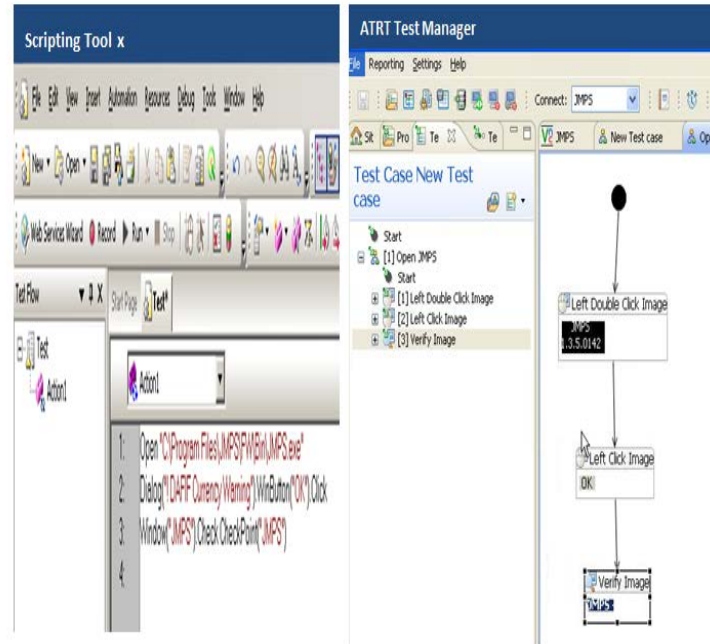 Scripting Tool x
File Edit View Insert Automation Resources Debug Tools Window Help
New Open
Web Services Wizard Record Run Stop
Test Flow
Start Page Test*
Test
Action1
Action1
1: Open "C:\Program Files\JMPS\FW\Bin\JMPS.exe"
2: Dialog("! DAFIF Currency Warning").WinButton("OK").Click
3: Window("JMPS").Check CheckPoint("JMPS")
4:
ATRT Test Manager
File Reporting Settings Help
Connect: JMPS
Sit Pro Te Te
JMPS New Test case Op
Test Case New Test
case
Start
[1] Open JMPS
Start
[1] Left Double Click Image
[2] Left Click Image
[3] Verify Image
Left Double Click Image
JMPS
1.3.5.0142
Left Click Image
OK
Verify Image
JMPS